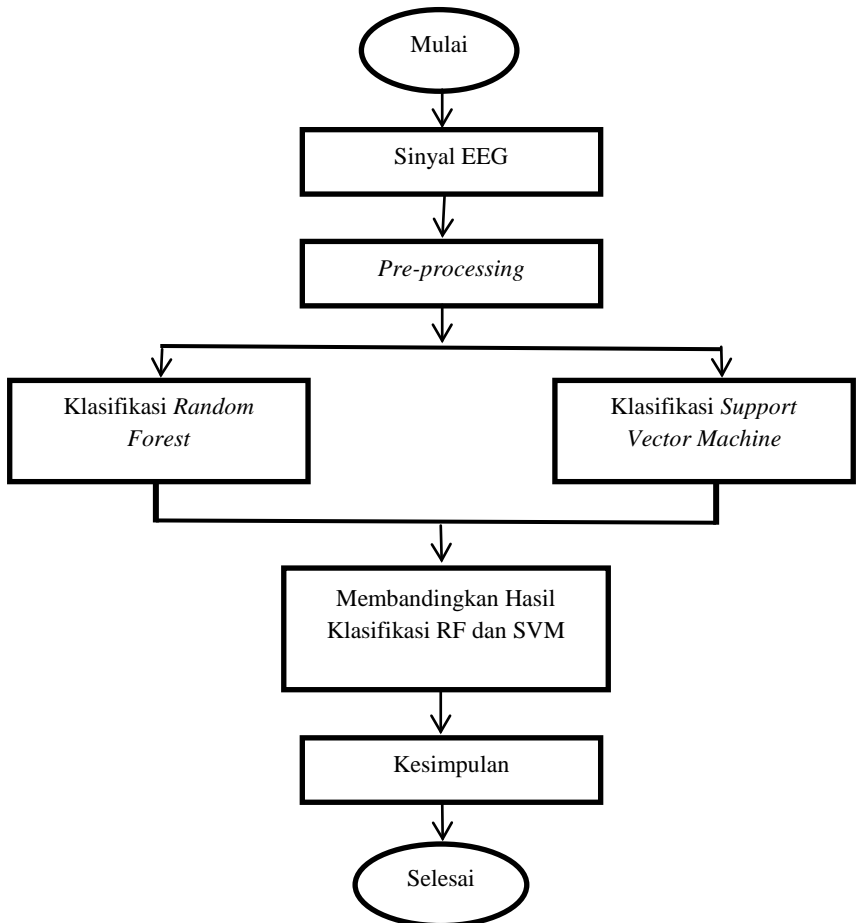 Mulai
Sinyal EEG
Pre-processing
Klasifikasi Random
Forest
Klasifikasi Support
Vector Machine
Membandingkan Hasil
Klasifikasi RF dan SVM
Kesimpulan
Selesai